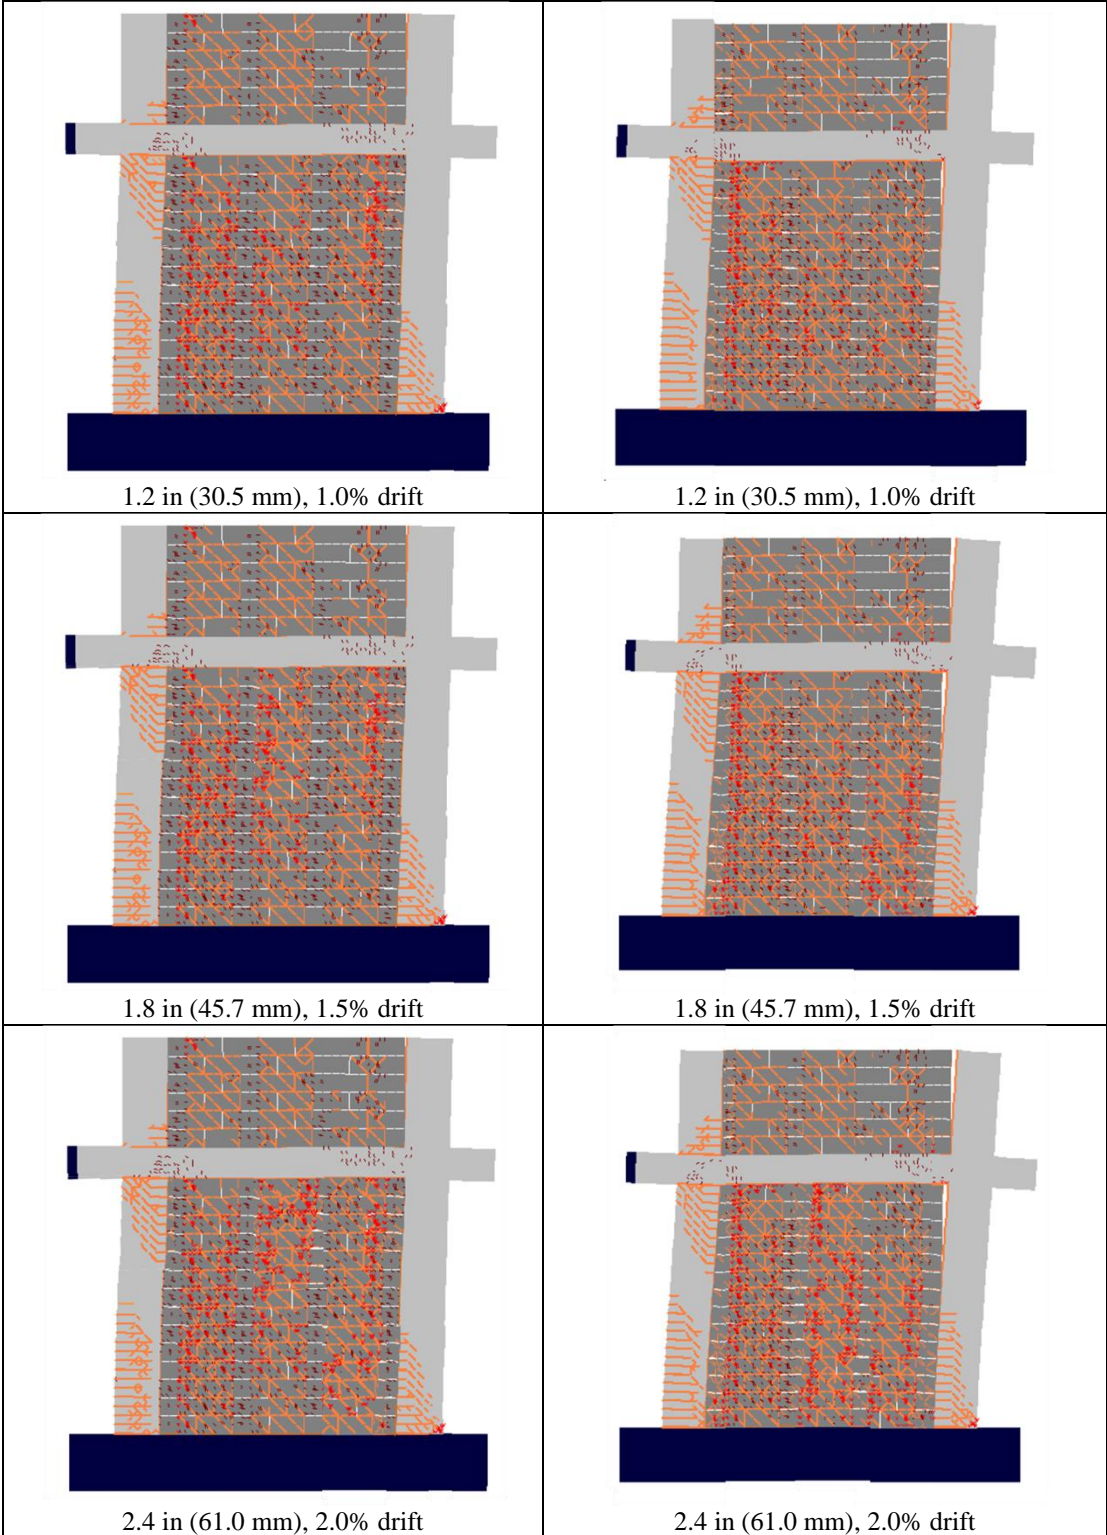 1.2 in (30.5 mm), 1.0% drift
1.2 in (30.5 mm), 1.0% drift
1.8 in (45.7 mm), 1.5% drift
1.8 in (45.7 mm), 1.5% drift
2.4 in (61.0 mm), 2.0% drift
2.4 in (61.0 mm), 2.0% drift